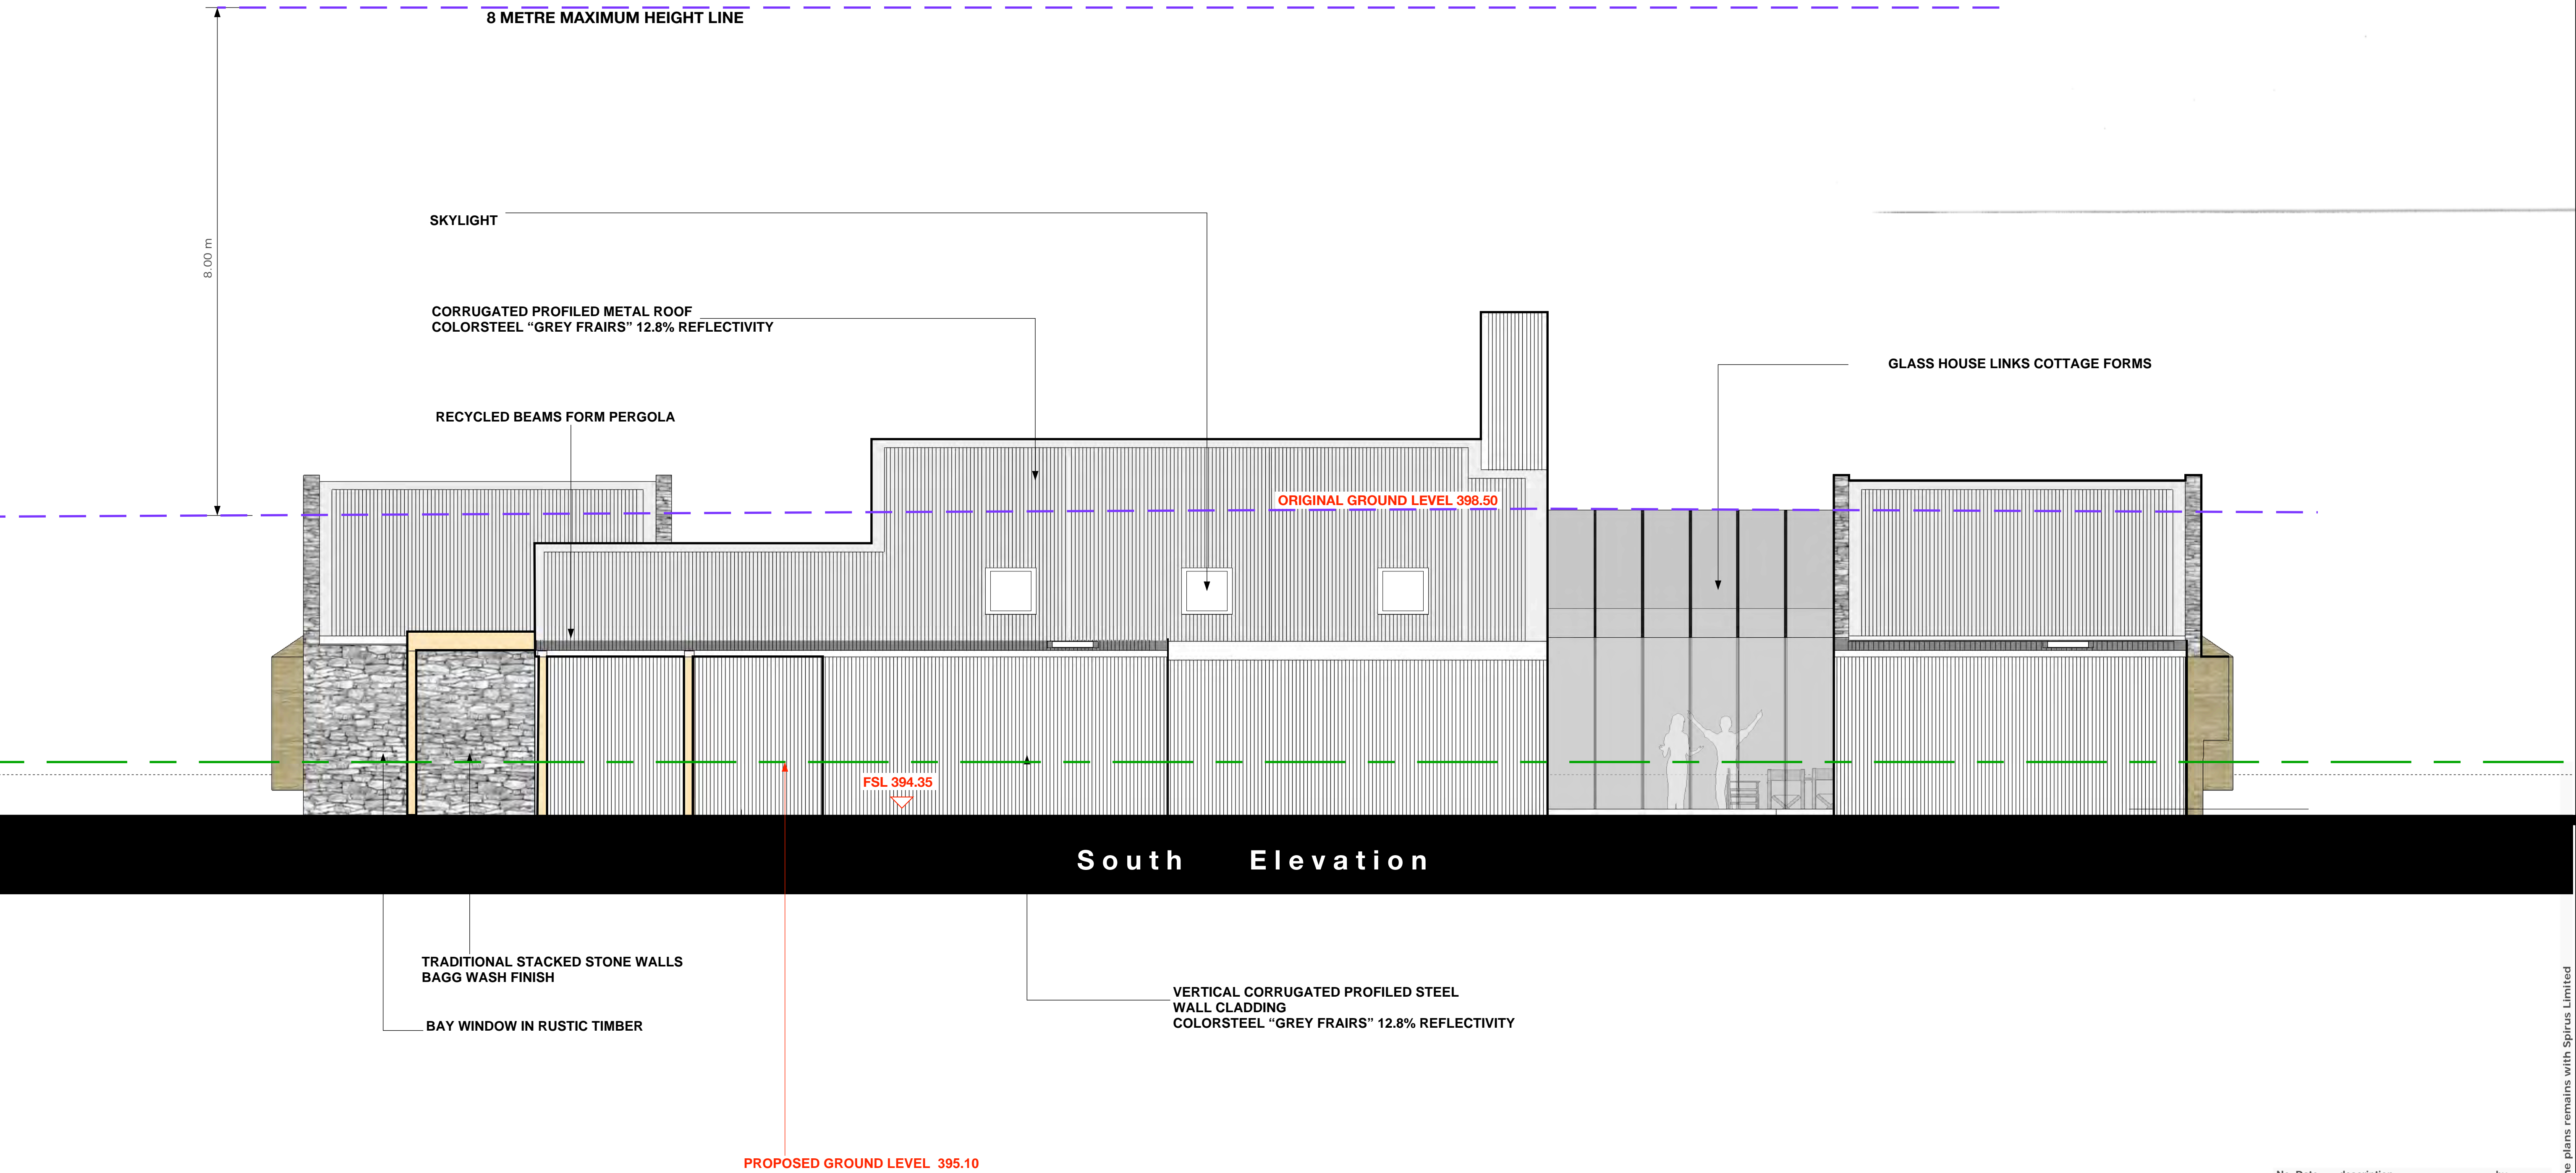 8 METRE MAXIMUM HEIGHT LINE
8.00 m
SKYLIGHT
CORRUGATED PROFILED METAL ROOF
COLORSTEEL “GREY FRAIRS” 12.8% REFLECTIVITY
GLASS HOUSE LINKS COTTAGE FORMS
RECYCLED BEAMS FORM PERGOLA
ORIGINAL GROUND LEVEL 398.50
FSL 394.35
South Elevation
TRADITIONAL STACKED STONE WALLS
BAGG WASH FINISH
BAY WINDOW IN RUSTIC TIMBER
VERTICAL CORRUGATED PROFILED STEEL
WALL CLADDING
COLORSTEEL “GREY FRAIRS” 12.8% REFLECTIVITY
PROPOSED GROUND LEVEL 395.10
plans remains with Spirus Limited